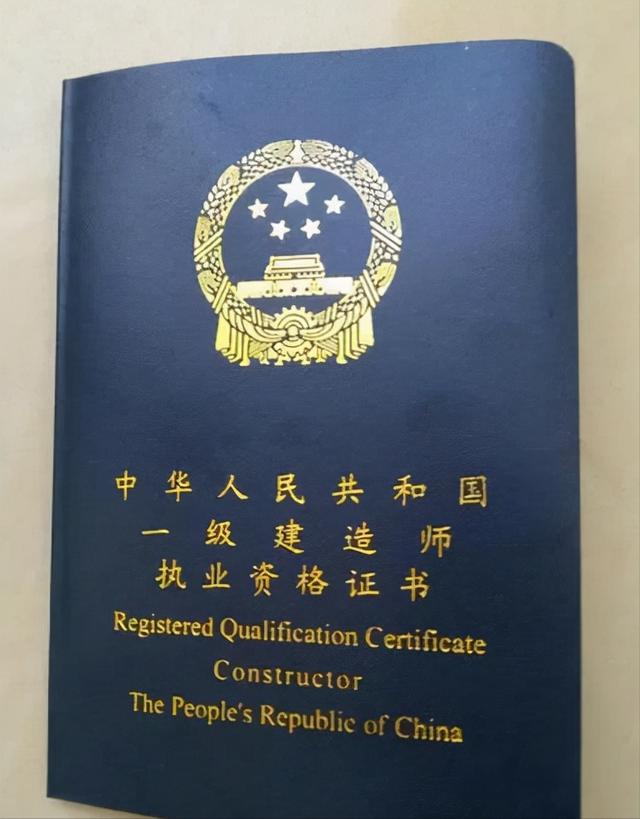 中华人民共和国
一级建造师
执业资格证书
Registered Qualification Certificate
Constructor
The People's Republic of China